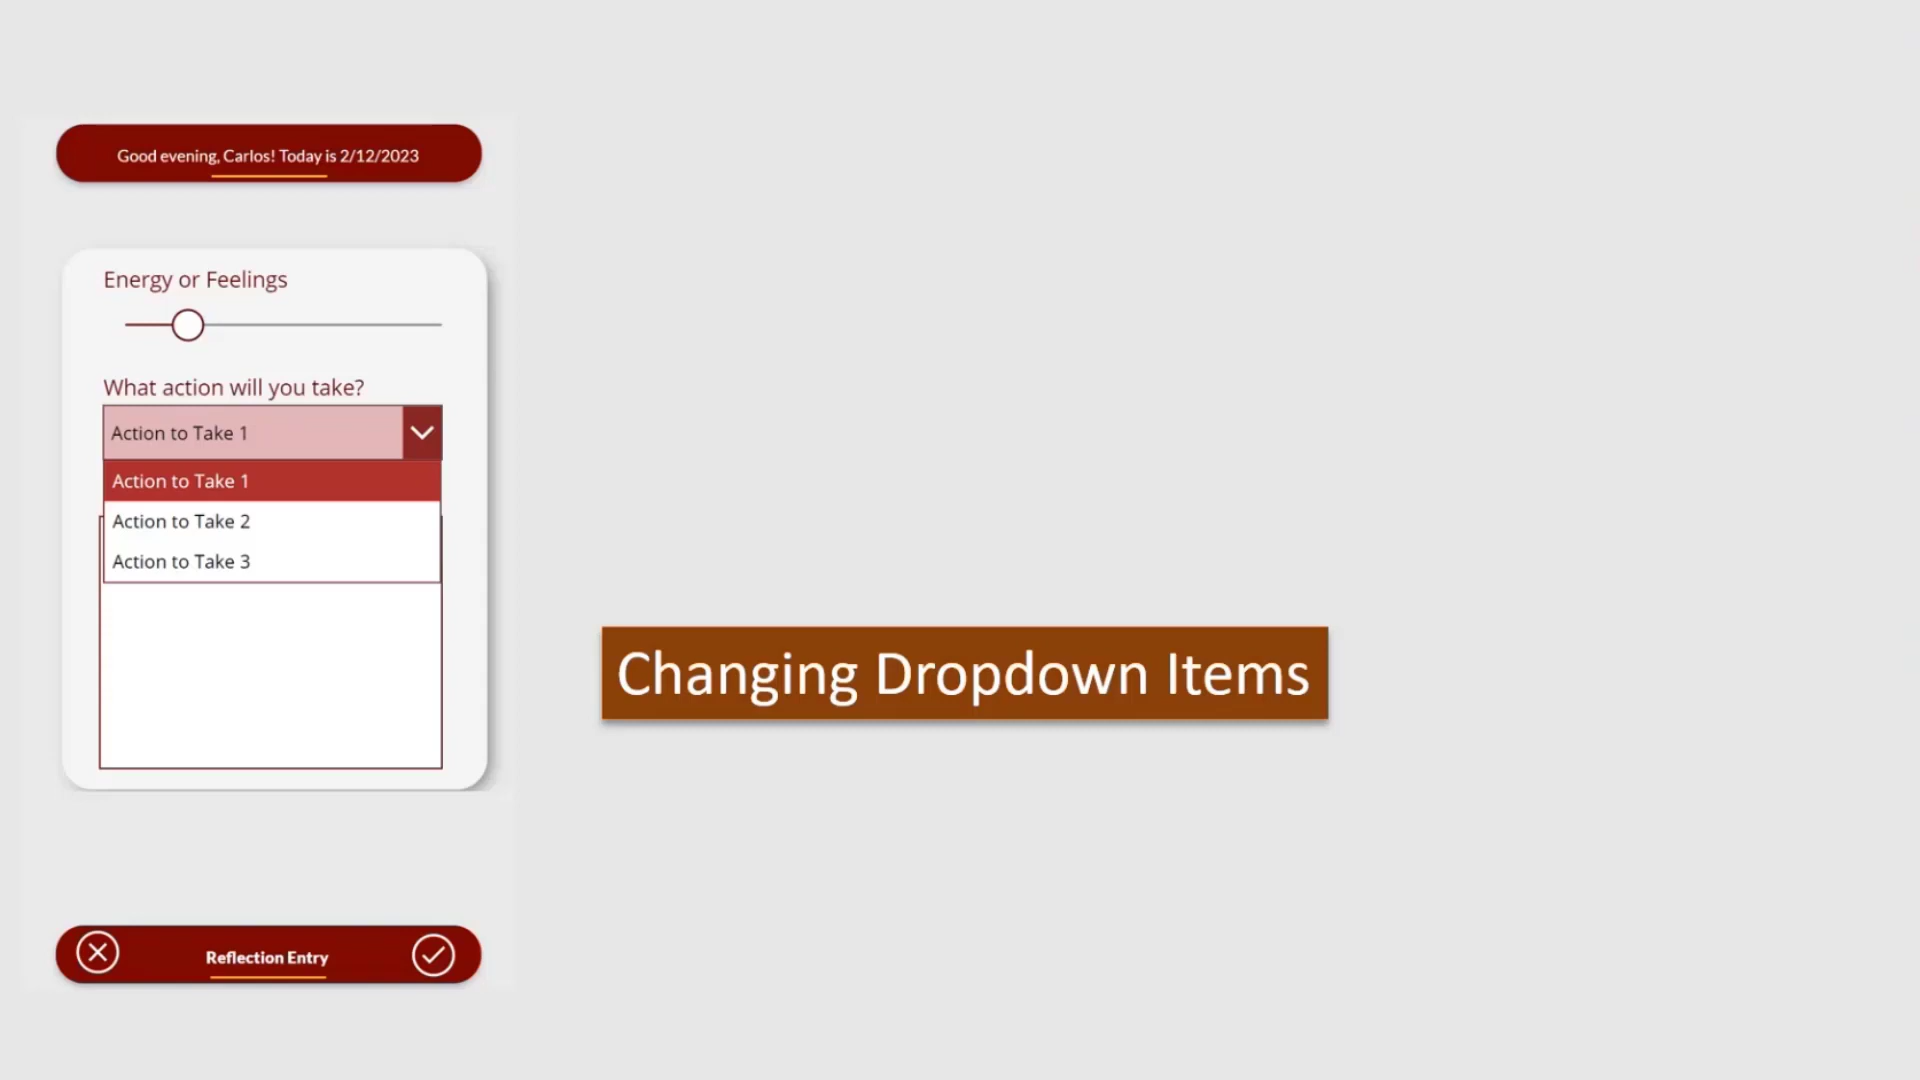 Good evening, Carlos! Today is 2/12/2023
Energy or Feelings
What action will you take?
Action to Take 1
Action to Take 1
Action to Take 2
Action to Take 3
Changing Dropdown Items
Reflection Entry